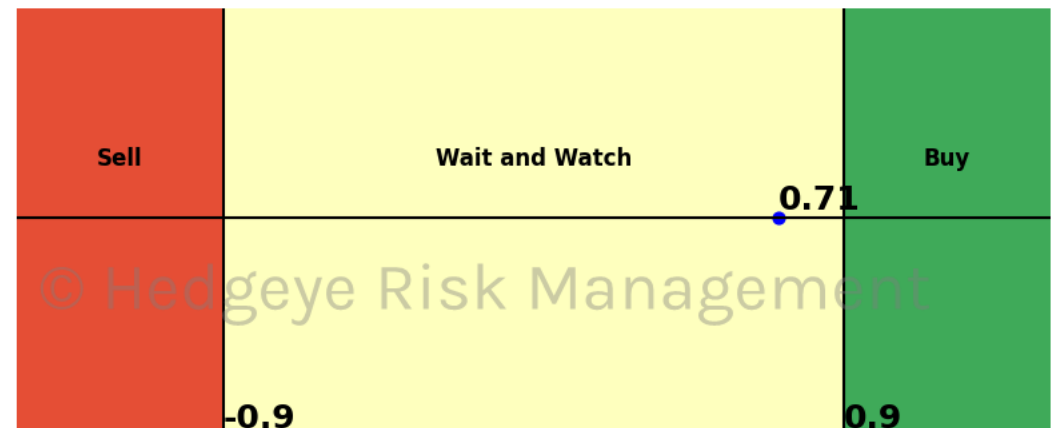 Sell
Wait and Watch
Buy
0.71
© Hedgeye Risk Management
-0.9
0.9